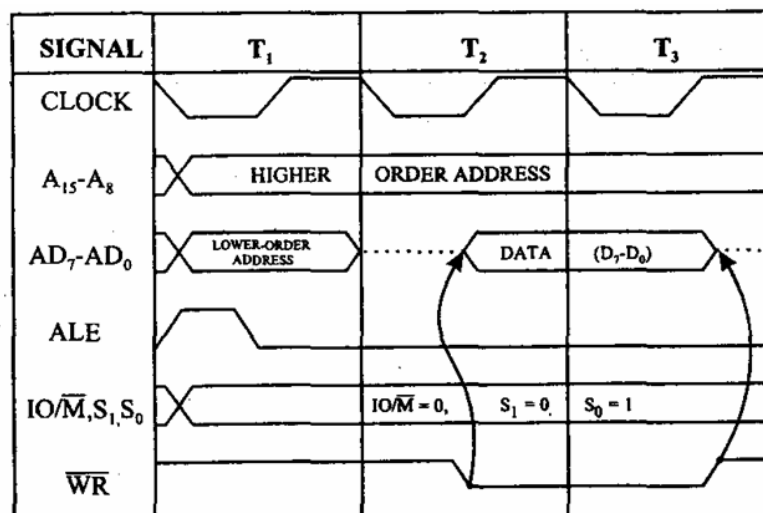 SIGNAL T₁ T₂ T₃
CLOCK
A₁₅-A₈ HIGHER ORDER ADDRESS
AD₇-AD₀ LOWER-ORDER ADDRESS DATA (D₇-D₀)
ALE
IO/M̅,S₁,S₀ IO/M̅ = 0, S₁ = 0, S₀ = 1
W̅R̅